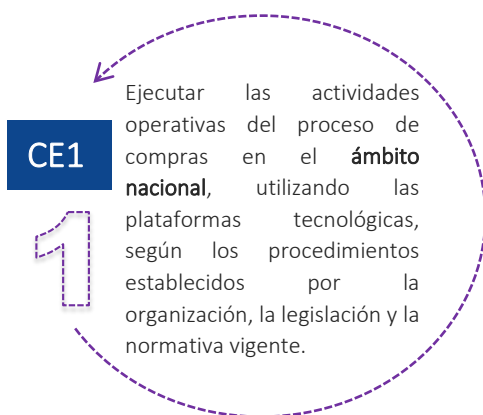 CE1
1
Ejecutar las actividades
operativas del proceso de
compras en el ámbito
nacional, utilizando las
plataformas tecnológicas,
según los procedimientos
establecidos por la
organización, la legislación y la
normativa vigente.